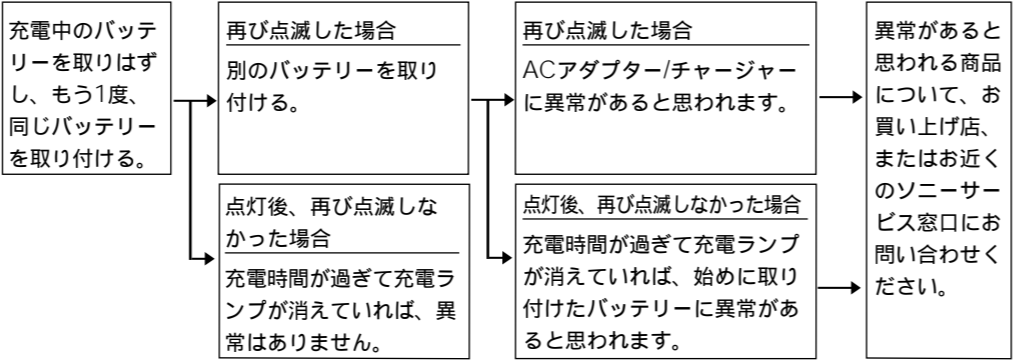 充電中のバッテ
リーを取りはず
し、もう1度、
同じバッテリー
を取り付ける。
再び点滅した場合
別のバッテリーを取り
付ける。
点灯後、再び点滅しな
かった場合
充電時間が過ぎて充電ラ
ンプが消えていれば、異
常はありません。
再び点滅した場合
ACアダプター/チャージャー
に異常があると思われます。
点灯後、再び点滅しなかった場合
充電時間が過ぎて充電ランプ
が消えていれば、始めに取り
付けたバッテリーに異常があ
ると思われます。
異常があると
思われる商品
について、お
買い上げ店、
またはお近く
のソニーサー
ビス窓口にお
問い合わせく
ださい。